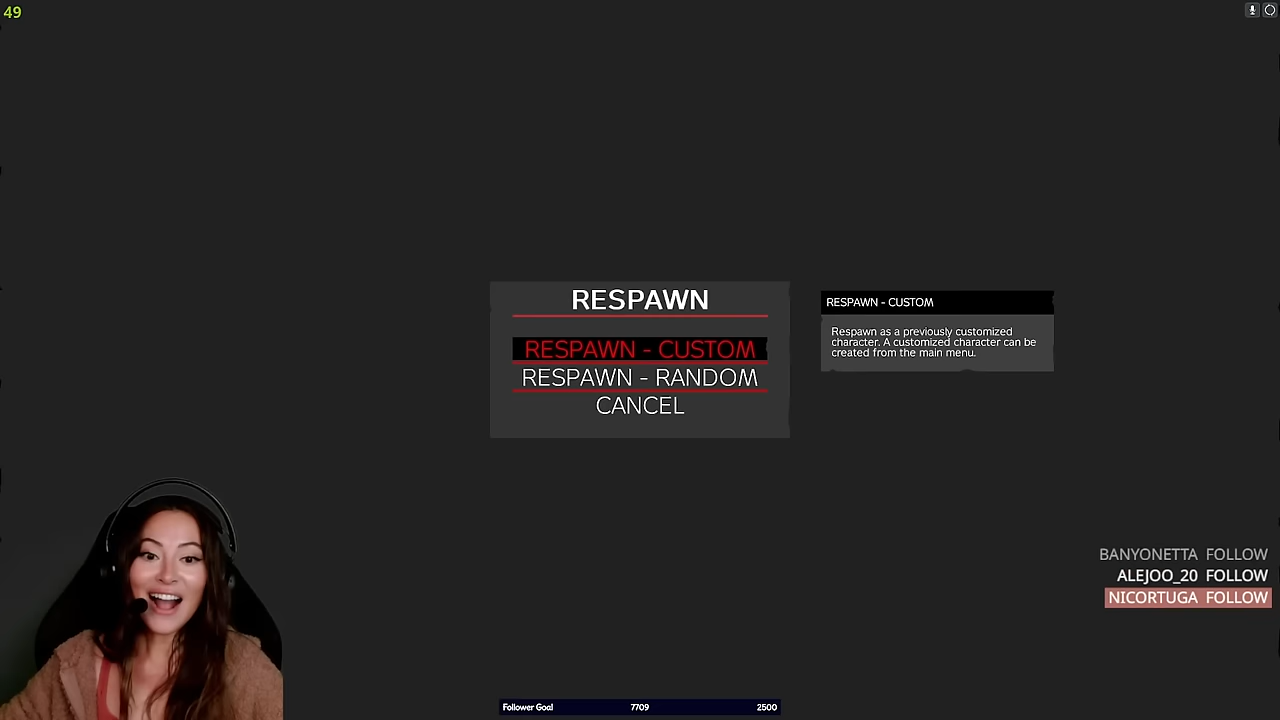 49
RESPAWN
RESPAWN - CUSTOM
RESPAWN - RANDOM
CANCEL
RESPAWN - CUSTOM
Respawn as a previously customized
character. A customized character can be
created from the main menu.
BANYONETTA FOLLOW
ALEJOO_20 FOLLOW
NICORTUGA FOLLOW
Follower Goal 7709 2500